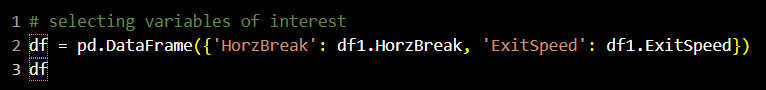 1 # selecting variables of interest
2 df = pd.DataFrame({'HorzBreak': df1.HorzBreak, 'ExitSpeed': df1.ExitSpeed})
3 df